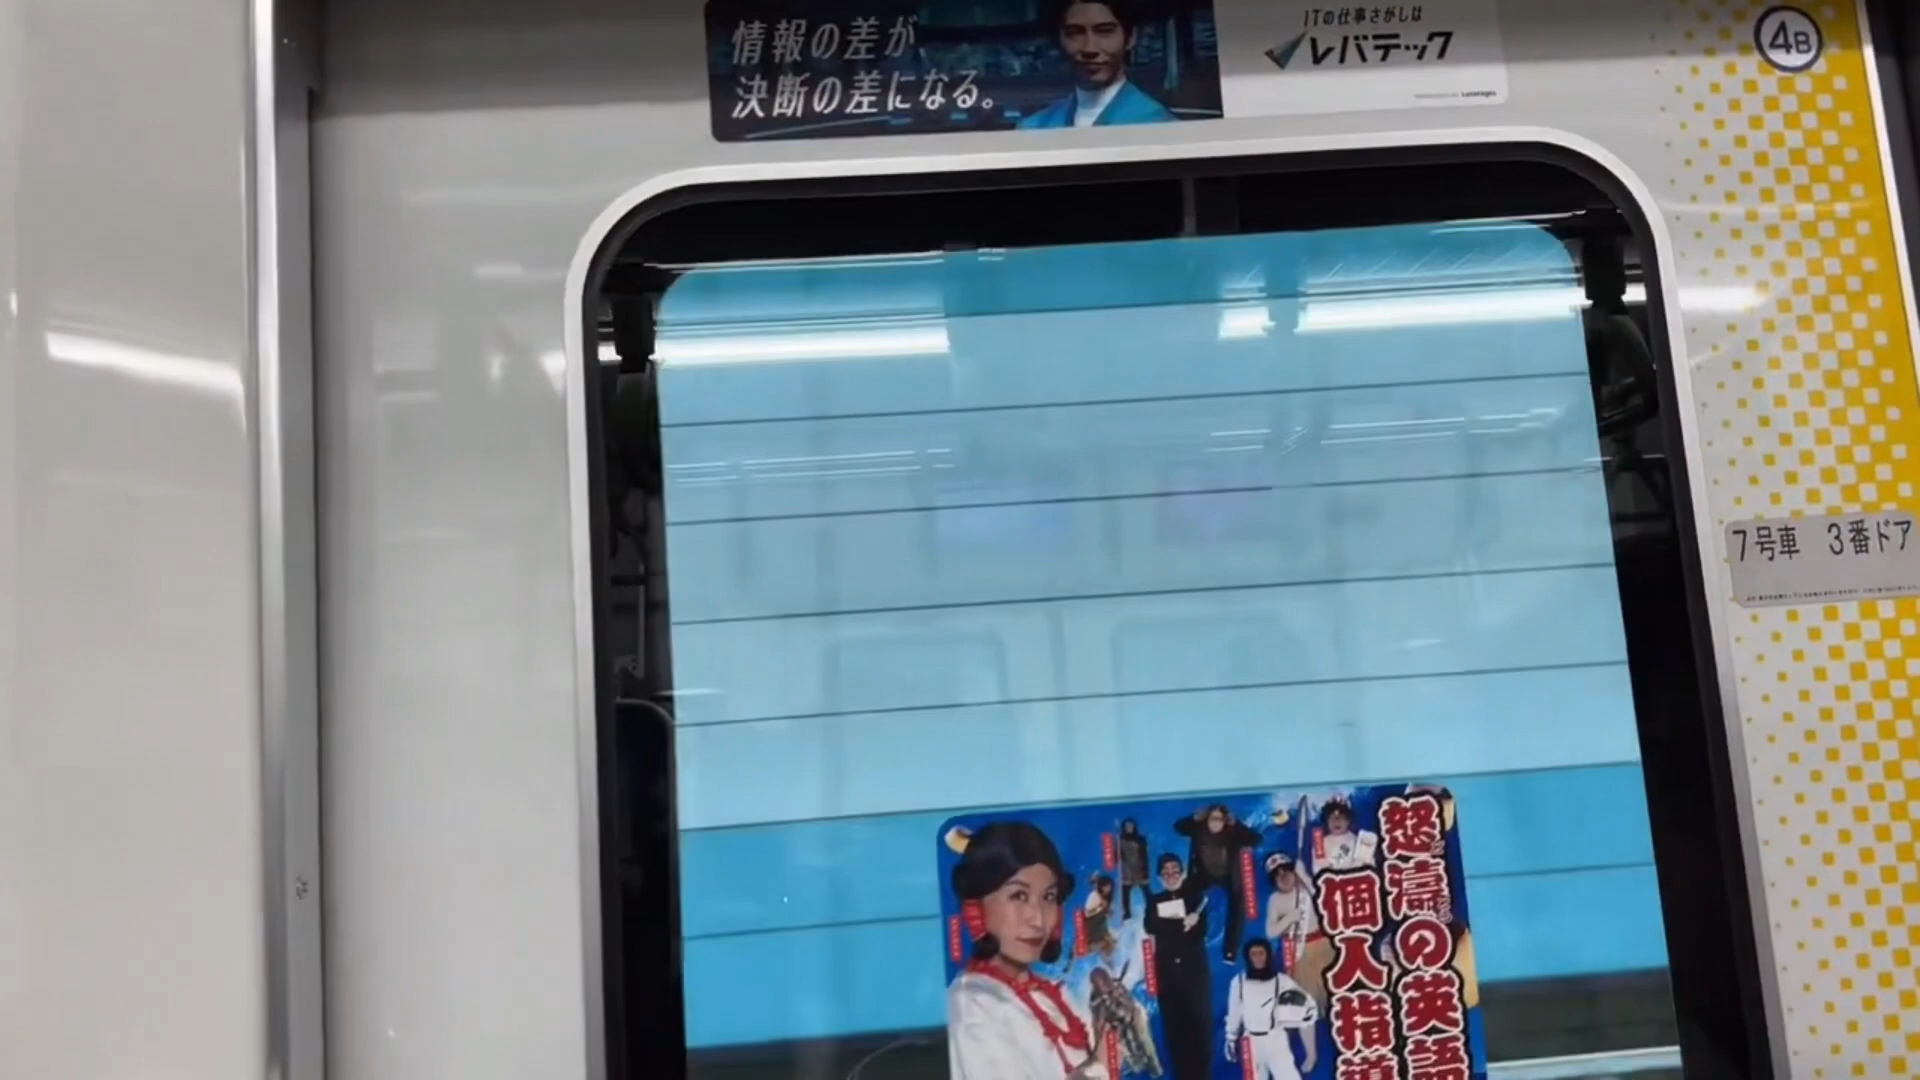 情報の差が
決断の差になる。
ITの仕事さがしは
レバテック
4B
7号車 3番ドア
怒濤の英語
個人指導